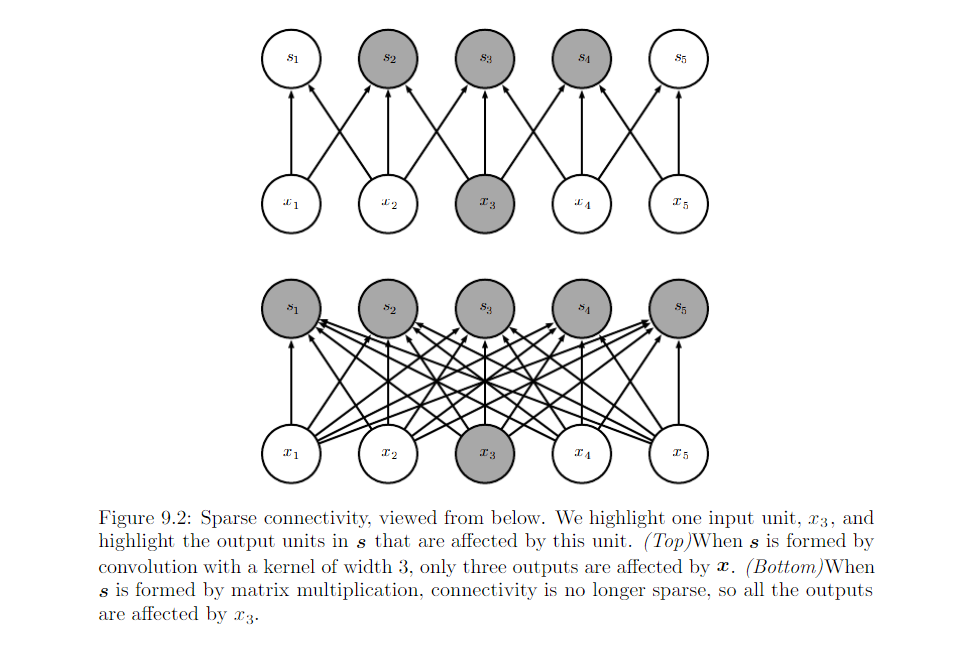 s1 s2 s3 s4 s5
x1 x2 x3 x4 x5
s1 s2 s3 s4 s5
x1 x2 x3 x4 x5
Figure 9.2: Sparse connectivity, viewed from below. We highlight one input unit, x3, and
highlight the output units in s that are affected by this unit. (Top)When s is formed by
convolution with a kernel of width 3, only three outputs are affected by x. (Bottom)When
s is formed by matrix multiplication, connectivity is no longer sparse, so all the outputs
are affected by x3.